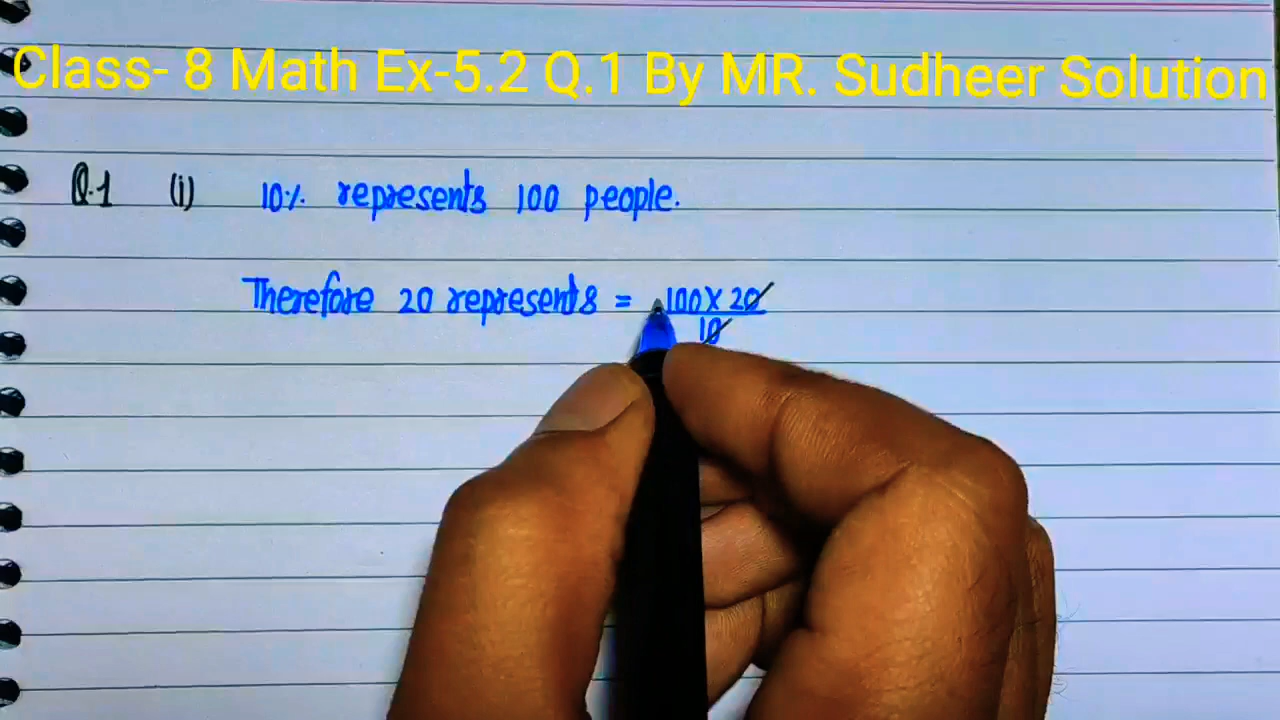 Class- 8 Math Ex-5.2 Q.1 By MR. Sudheer Solution
Q.1 (i) 10% represents 100 people.
Therefore 20 represents = 100 × 20
10